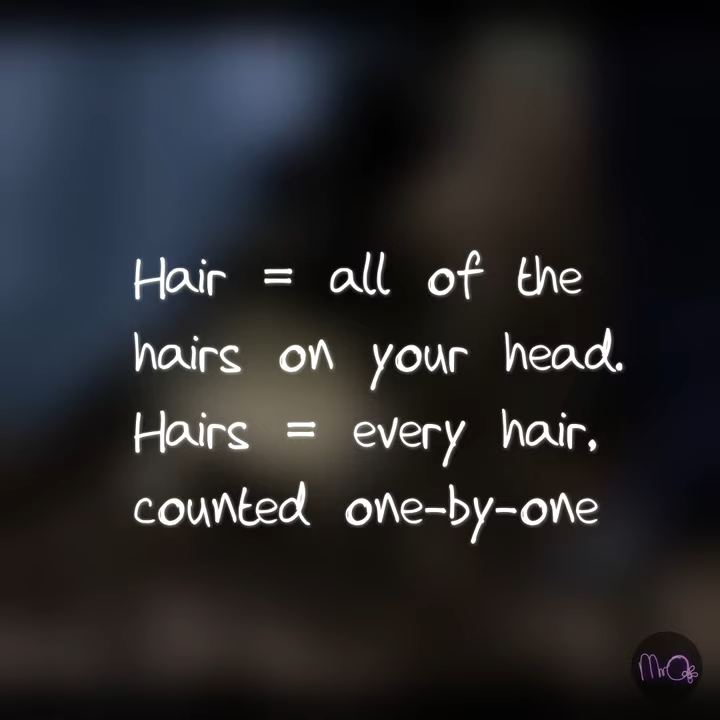 Hair = all of the
hairs on your head.
Hairs = every hair,
counted one-by-one